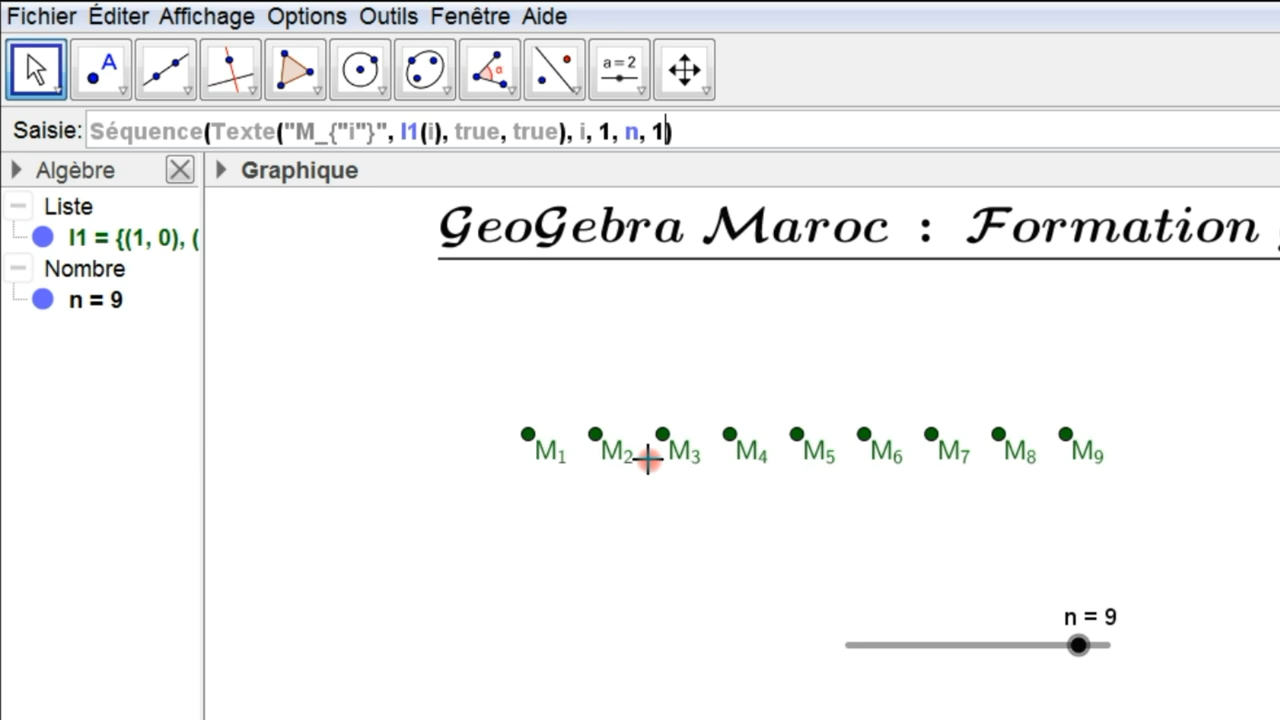 Fichier Éditer Affichage Options Outils Fenêtre Aide
A
α
a=2
Saisie: Séquence(Texte("M_{"i"}", l1(i), true, true), i, 1, n, 1)
Algèbre
Graphique
Liste
l1 = {(1, 0), (
Nombre
n = 9
GeoGebra Maroc : Formation
M1 M2 M3 M4 M5 M6 M7 M8 M9
n = 9